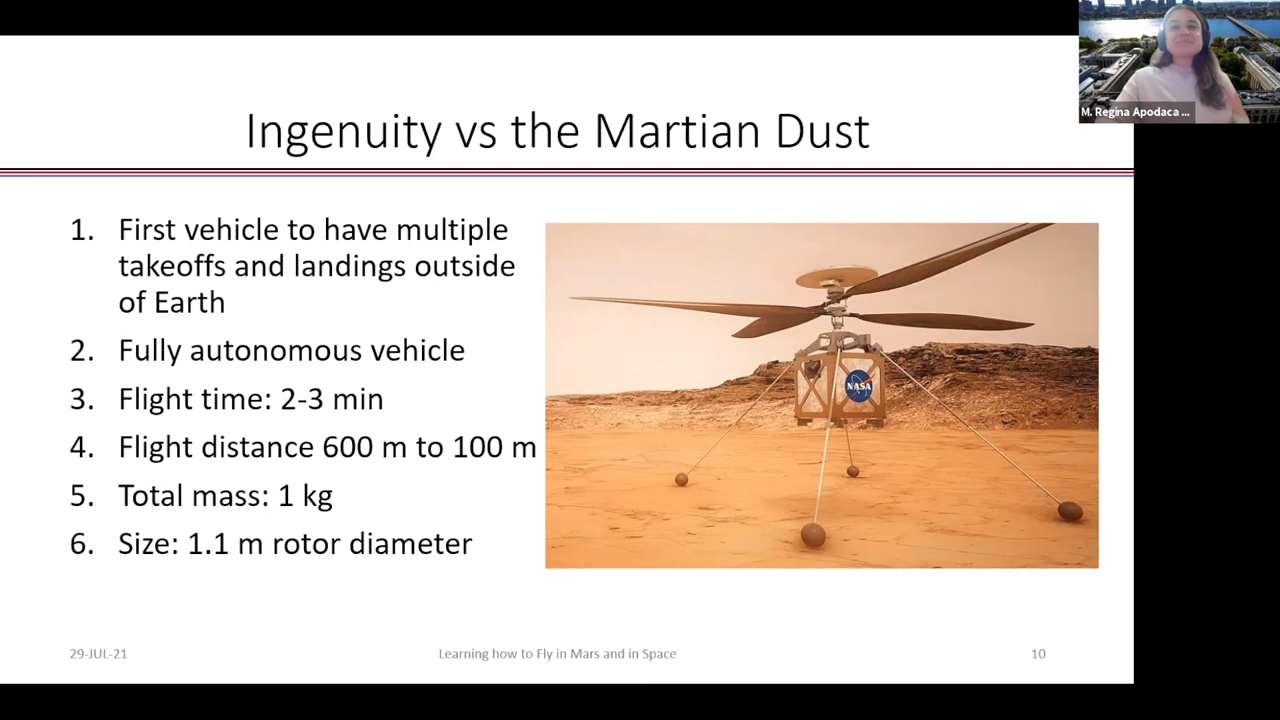 M. Regina Apodaca ...
Ingenuity vs the Martian Dust
1. First vehicle to have multiple
takeoffs and landings outside
of Earth
2. Fully autonomous vehicle
3. Flight time: 2-3 min
4. Flight distance 600 m to 100 m
5. Total mass: 1 kg
6. Size: 1.1 m rotor diameter
NASA
29-JUL-21
Learning how to Fly in Mars and in Space
10